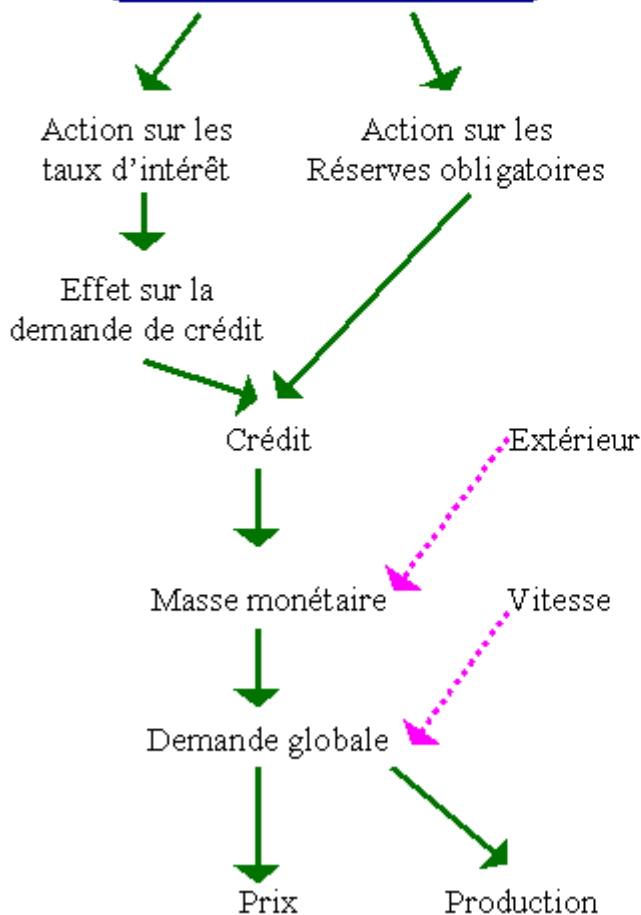 Action sur les
taux d’intérêt
Action sur les
Réserves obligatoires
Effet sur la
demande de crédit
Crédit
Extérieur
Masse monétaire
Vitesse
Demande globale
Prix
Production